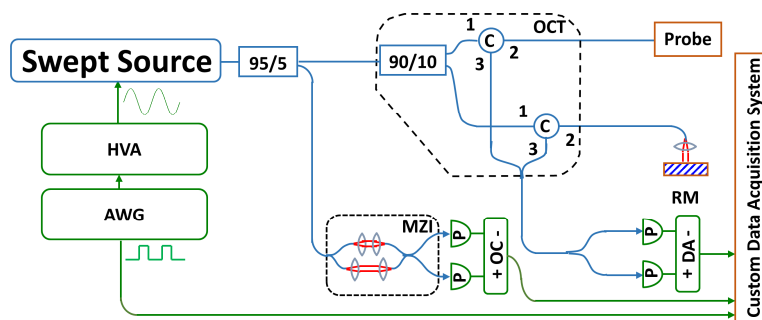 1
OCT
C
2
Probe
Swept Source
95/5
90/10
3
1
C
2
3
HVA
RM
AWG
MZI
P
P
+ OC -
P
P
+ DA -
Custom Data Acquisition System